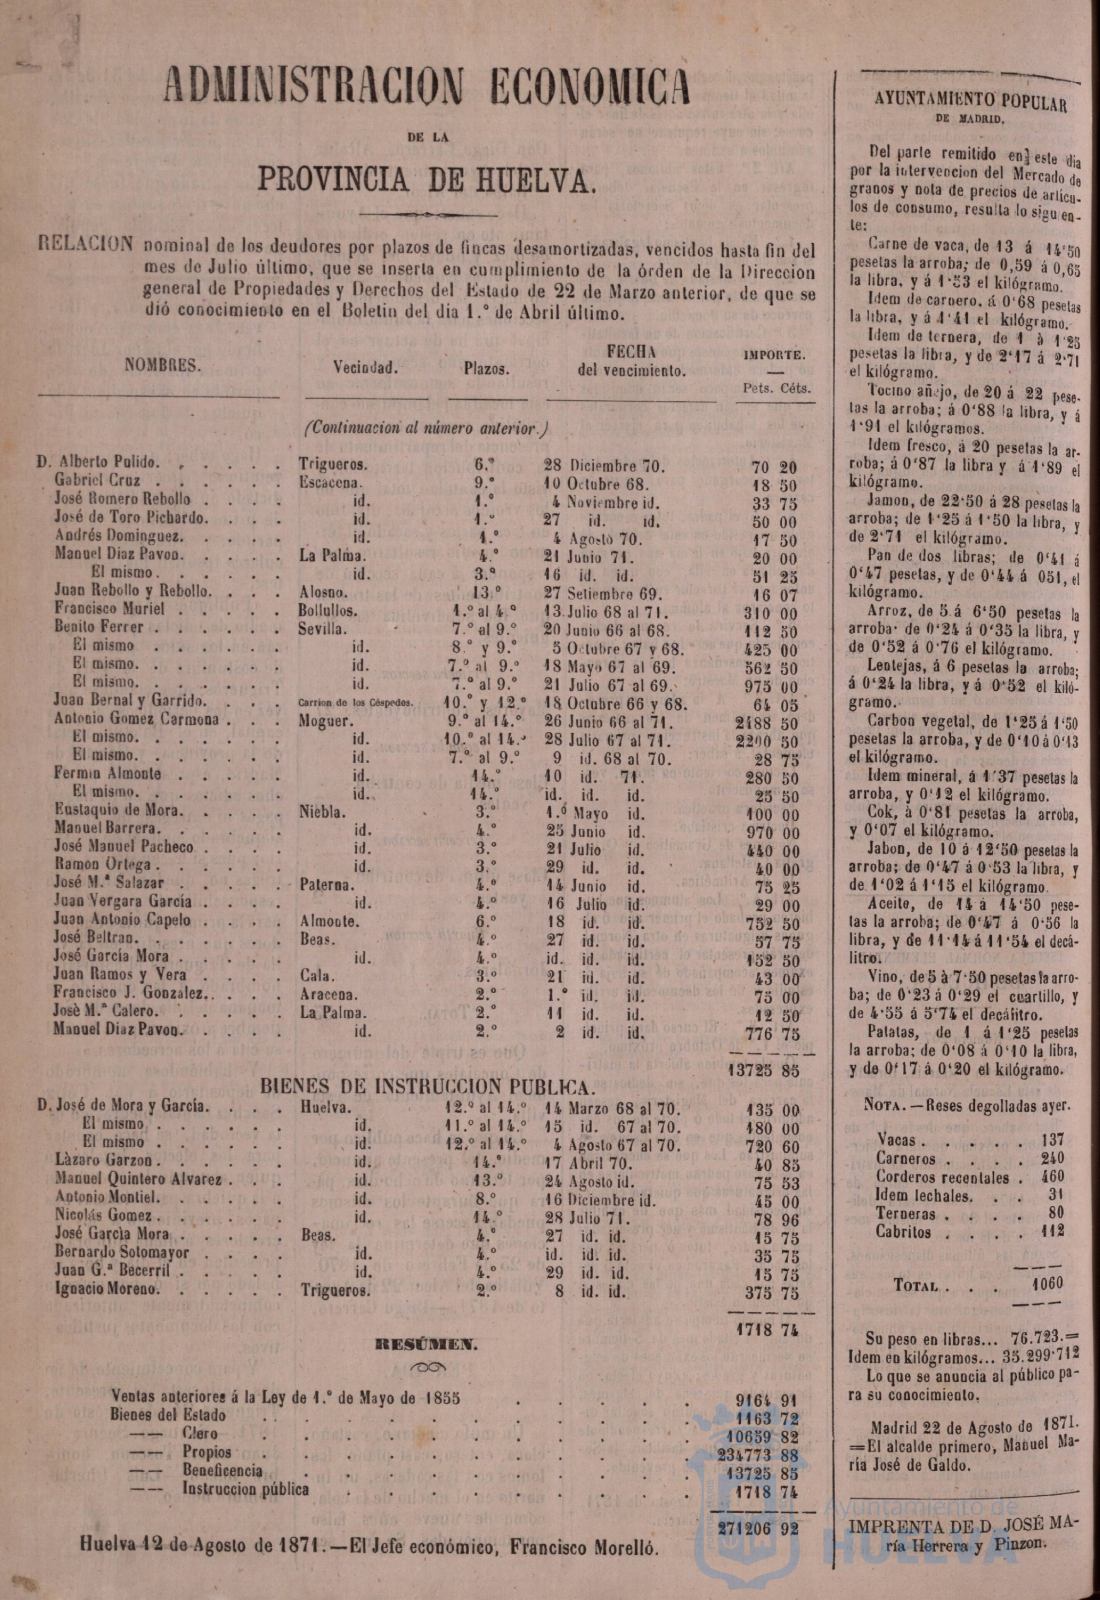 ADMINISTRACION ECONOMICA
DE LA
PROVINCIA DE HUELVA.
RELACION nominal de los deudores por plazos de fincas desamortizadas, vencidos hasta fin del
mes de Julio último, que se inserta en cumplimiento de la órden de la Direccion
general de Propiedades y Derechos del Estado de 22 de Marzo anterior, de que se
dió conocimiento en el Boletin del dia 1.º de Abril último.
NOMBRES. Vecindad. Plazos. FECHA del vencimiento. IMPORTE.
Pets. Céts.
(Continuacion al número anterior.)
D. Alberto Pulido. . . . . . Trigueros. 6.º 28 Diciembre 70. 70 20
Gabriel Cruz . . . . . Escacena. 9.º 10 Octubre 68. 18 50
José Romero Rebollo . . . . id. 1.º 4 Noviembre id. 33 75
José de Toro Pichardo. . . . id. 1.º 27 id. id. 50 00
Andrés Dominguez. . . . . id. 1.º 4 Agosto 70. 17 50
Manuel Diaz Pavon. . . . . La Palma. 4.º 21 Junio 71. 20 00
El mismo. . . . . . id. 3.º 16 id. id. 51 25
Juan Rebollo y Rebollo. . . . Alosno. 13.º 27 Setiembre 69. 16 07
Francisco Muriel . . . . . Bollullos. 1.º al 4.º 13 Julio 68 al 71. 310 00
Benito Ferrer . . . . . . Sevilla. 7.º al 9.º 20 Junio 66 al 68. 112 50
El mismo . . . . . . id. 8.º y 9.º 5 Octubre 67 y 68. 425 00
El mismo. . . . . . id. 7.º al 9.º 18 Mayo 67 al 69. 562 50
El mismo. . . . . . id. 7.º al 9.º 21 Julio 67 al 69. 975 00
Juan Bernal y Garrido. . . . Carrion de los Céspedes. 10.º y 12.º 18 Octubre 66 y 68. 64 05
Antonio Gomez Carmona . . . Moguer. 9.º al 14.º 26 Junio 66 al 71. 2488 50
El mismo. . . . . . id. 10.º al 14.º 28 Julio 67 al 71. 2200 50
El mismo. . . . . . id. 7.º al 9.º 9 id. 68 al 70. 28 75
Fermin Almonte . . . . . id. 14.º 10 id. 71. 280 50
El mismo. . . . . . id. 14.º id. id. id. 25 50
Eustaquio de Mora. . . . . Niebla. 3.º 1.º Mayo id. 100 00
Manuel Barrera. . . . . . id. 4.º 25 Junio id. 970 00
José Manuel Pacheco . . . . id. 3.º 21 Julio id. 440 00
Ramon Ortega . . . . . . id. 3.º 29 id. id. 40 00
José M.ª Salazar . . . . . Paterna. 4.º 14 Junio id. 75 25
Juan Vergara García . . . . id. 4.º 16 Julio id. 29 00
Juan Antonio Capelo . . . . Almonte. 6.º 18 id. id. 752 50
José Beltran. . . . . . . Beas. 4.º 27 id. id. 57 75
José García Mora . . . . . id. 4.º id. id. id. 152 50
Juan Ramos y Vera . . . . Cala. 3.º 21 id. id. 43 00
Francisco J. Gonzalez. . . . . Aracena. 2.º 1.º id. id. 75 00
José M.ª Calero. . . . . . La Palma. 2.º 11 id. id. 12 50
Manuel Diaz Pavon. . . . . id. 2.º 2 id. id. 776 75
13725 85
BIENES DE INSTRUCCION PUBLICA.
D. José de Mora y García. . . . Huelva. 12.º al 14.º 14 Marzo 68 al 70. 135 00
El mismo . . . . . . id. 11.º al 14.º 15 id. 67 al 70. 180 00
El mismo . . . . . . id. 12.º al 14.º 4 Agosto 67 al 70. 720 60
Làzaro Garzon . . . . . . id. 14.º 17 Abril 70. 40 85
Manuel Quintero Alvarez . . . id. 13.º 24 Agosto id. 75 53
Antonio Montiel. . . . . . id. 8.º 16 Diciembre id. 45 00
Nicolás Gomez . . . . . . id. 14.º 28 Julio 71. 78 96
José Garcia Mora . . . . . Beas. 4.º 27 id. id. 15 75
Bernardo Sotomayor . . . . id. 4.º id. id. id. 35 75
Juan G.ª Becerril . . . . . id. 4.º 29 id. id. 15 75
Ignacio Moreno. . . . . . Trigueros. 2.º 8 id. id. 375 75
1718 74
RESÚMEN.
Ventas anteriores á la Ley de 1.º de Mayo de 1855 . . . . 9164 91
Bienes del Estado . . . . . . . . 1163 72
—— Clero . . . . . . . . 10659 82
—— Propios . . . . . . . . 234773 88
—— Beneficencia . . . . . . . 13725 85
—— Instruccion pública . . . . . . 1718 74
271206 92
Huelva 12 de Agosto de 1871.—El Jefe económico, Francisco Morelló.
AYUNTAMIENTO POPULAR
DE MADRID.
Del parte remitido en este dia
por la intervencion del Mercado de
granos y nota de precios de artícu-
los de consumo, resulta lo sigu en-
te:
Carne de vaca, de 13 á 14'50
pesetas la arroba; de 0,59 á 0,65
la libra, y á 1'53 el kilógramo.
Idem de carnero, á 0'68 pesetas
la libra, y á 1'41 el kilógramo.
Idem de ternera, de 1 à 1'25
pesetas la libra, y de 2'17 á 2'71
el kilógramo.
Tocino añejo, de 20 á 22 pese-
tas la arroba; á 0'88 la libra, y á
1'91 el kilógramos.
Idem fresco, á 20 pesetas la ar-
roba; á 0'87 la libra y á 1'89 el
kilógramo.
Jamon, de 22'50 á 28 pesetas la
arroba; de 1'25 á 1'50 la libra, y
de 2'71 el kilógramo.
Pan de dos libras; de 0'41 á
0'47 pesetas, y de 0'44 á 051, el
kilógramo.
Arroz, de 5 á 6'50 pesetas la
arroba; de 0'24 á 0'35 la libra, y
de 0'52 á 0'76 el kilógramo.
Lentejas, á 6 pesetas la arroba;
á 0'24 la libra, y á 0'52 el kiló-
gramo.
Carbon vegetal, de 1'25 á 1'50
pesetas la arroba, y de 0'10 á 0'13
el kilógramo.
Idem mineral, á 1'37 pesetas la
arroba, y 0'12 el kilógramo.
Cok, á 0'81 pesetas la arroba,
y 0'07 el kilógramo.
Jabon, de 10 á 12'50 pesetas la
arroba; de 0'47 á 0'53 la libra, y
de 1'02 á 1'15 el kilógramo.
Aceite, de 14 á 14'50 pese-
tas la arroba; de 0'47 á 0'56 la
libra, y de 11'14 á 11'54 el decá-
litro.
Vino, de 5 à 7'50 pesetas la arro-
ba; de 0'23 á 0'29 el cuartillo, y
de 4'55 á 5'74 el decálitro.
Patatas, de 1 á 1'25 pesetas
la arroba; de 0'08 á 0'10 la libra,
y de 0'17 á 0'20 el kilógramo.
NOTA.—Reses degolladas ayer.
Vacas . . . . . 137
Carneros . . . . 240
Corderos recentales . 460
Idem lechales. . . 31
Terneras . . . . 80
Cabritos . . . . 112
TOTAL . . . 1060
Su peso en libras... 76.723.=
Idem en kilógramos... 35.299'712
Lo que se anuncia al público pa-
ra su conocimiento.
Madrid 22 de Agosto de 1871.
=El alcalde primero, Manuel Ma-
ría José de Galdo.
IMPRENTA DE D. JOSÉ MA-
ría Herrera y Pinzon.
Ayuntamiento de
HUELVA